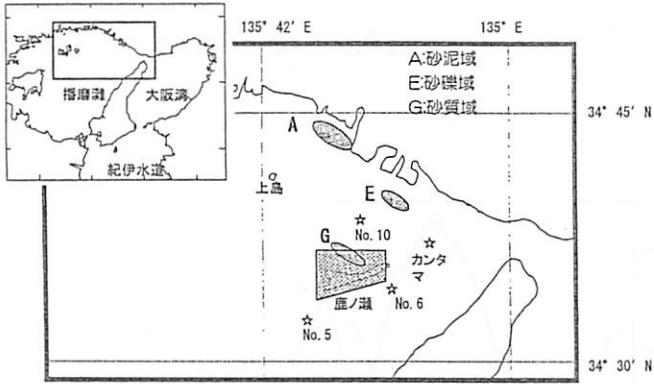 播磨灘
大阪湾
紀伊水道
135° 42' E
135° E
A:砂泥域
E:砂礫域
G:砂質域
34° 45' N
A
上島
E
No. 10
G
カンタ
マ
鹿ノ瀬
No. 6
No. 5
34° 30' N